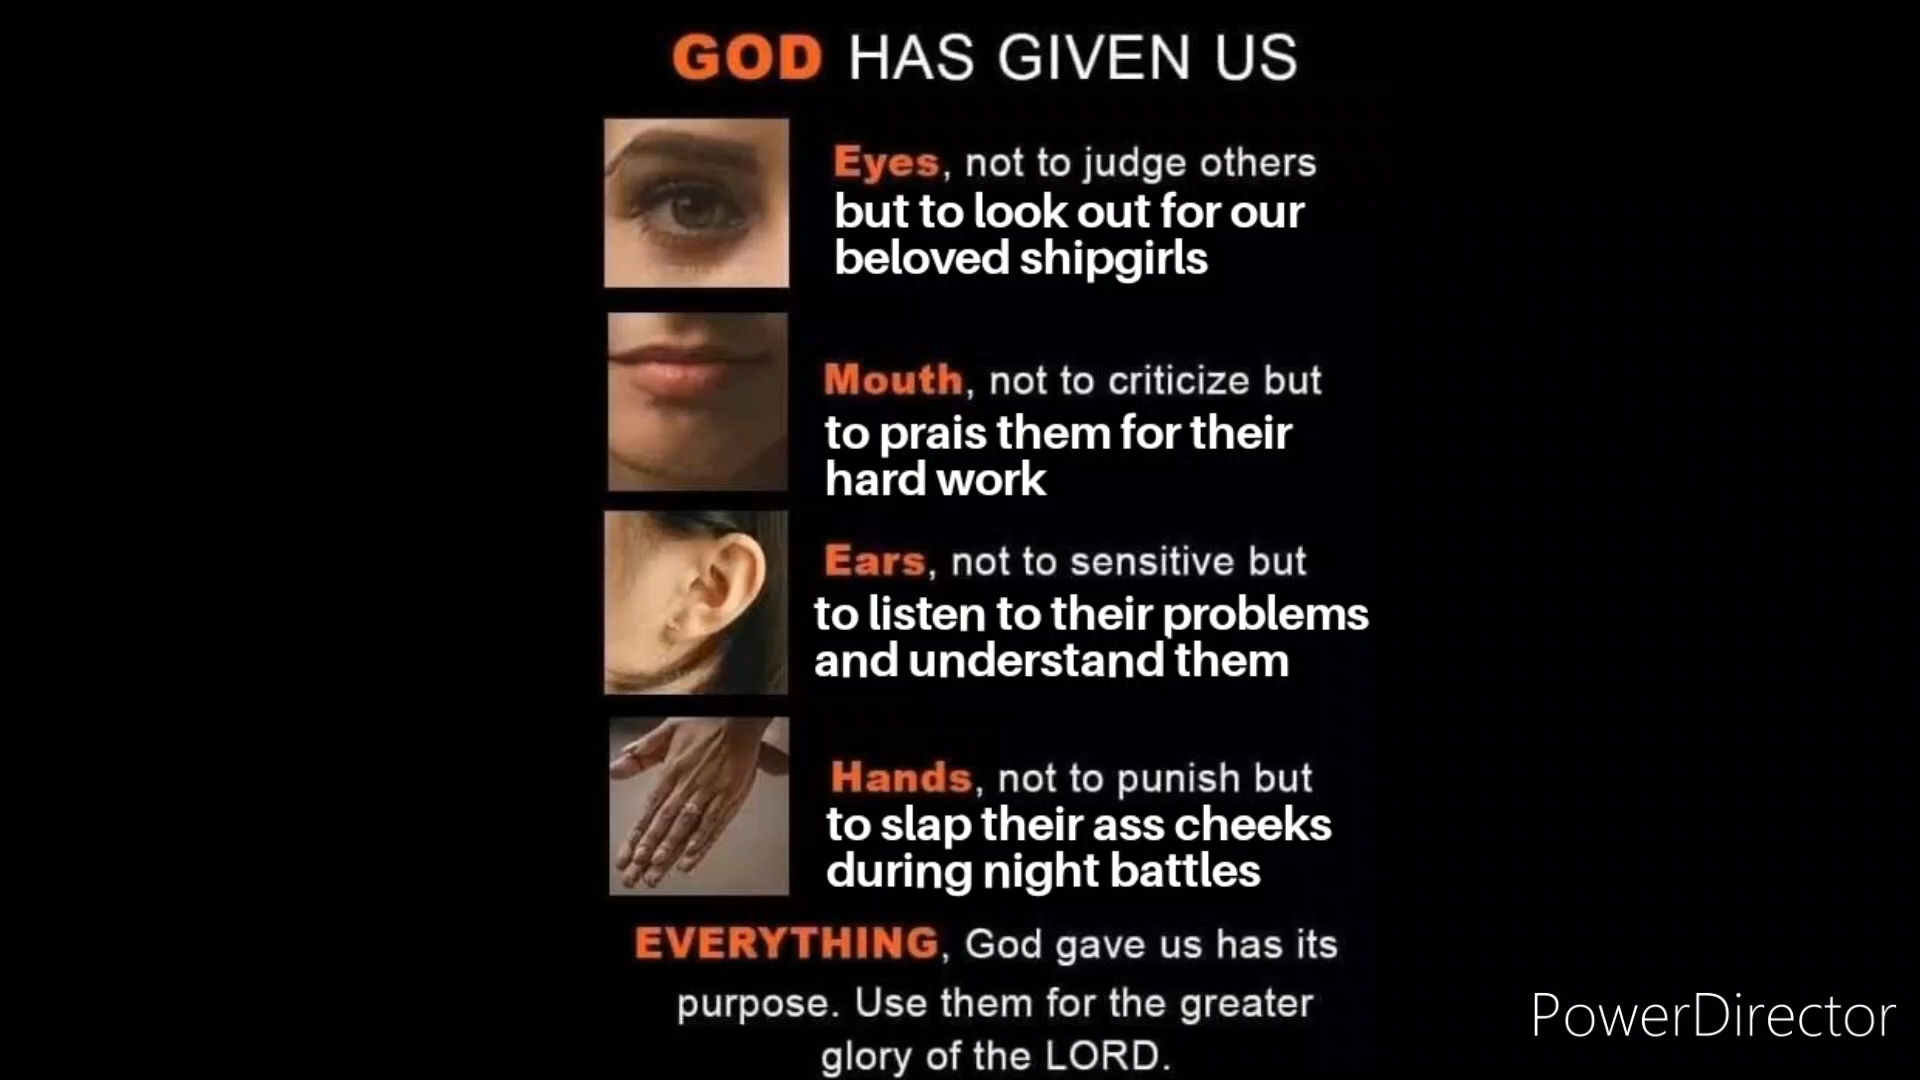 GOD HAS GIVEN US
Eyes, not to judge others
but to look out for our
beloved shipgirls
Mouth, not to criticize but
to prais them for their
hard work
Ears, not to sensitive but
to listen to their problems
and understand them
Hands, not to punish but
to slap their ass cheeks
during night battles
EVERYTHING, God gave us has its
purpose. Use them for the greater
glory of the LORD.
PowerDirector